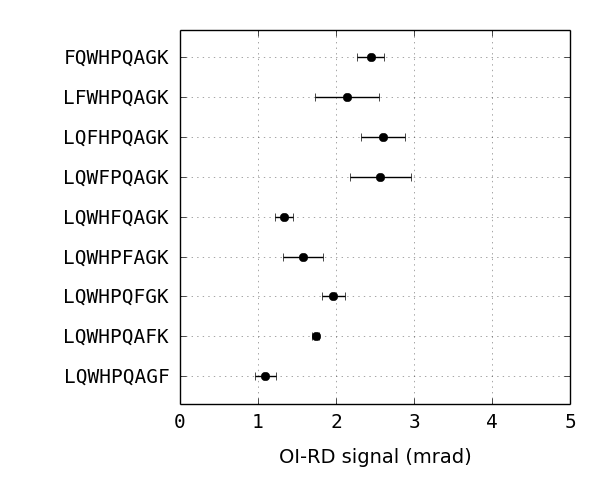 FQWHPQAGK
LFWHPQAGK
LQFHPQAGK
LQWFPQAGK
LQWHFQAGK
LQWHPFAGK
LQWHPQFGK
LQWHPQAFK
LQWHPQAGF
0 1 2 3 4 5
OI-RD signal (mrad)